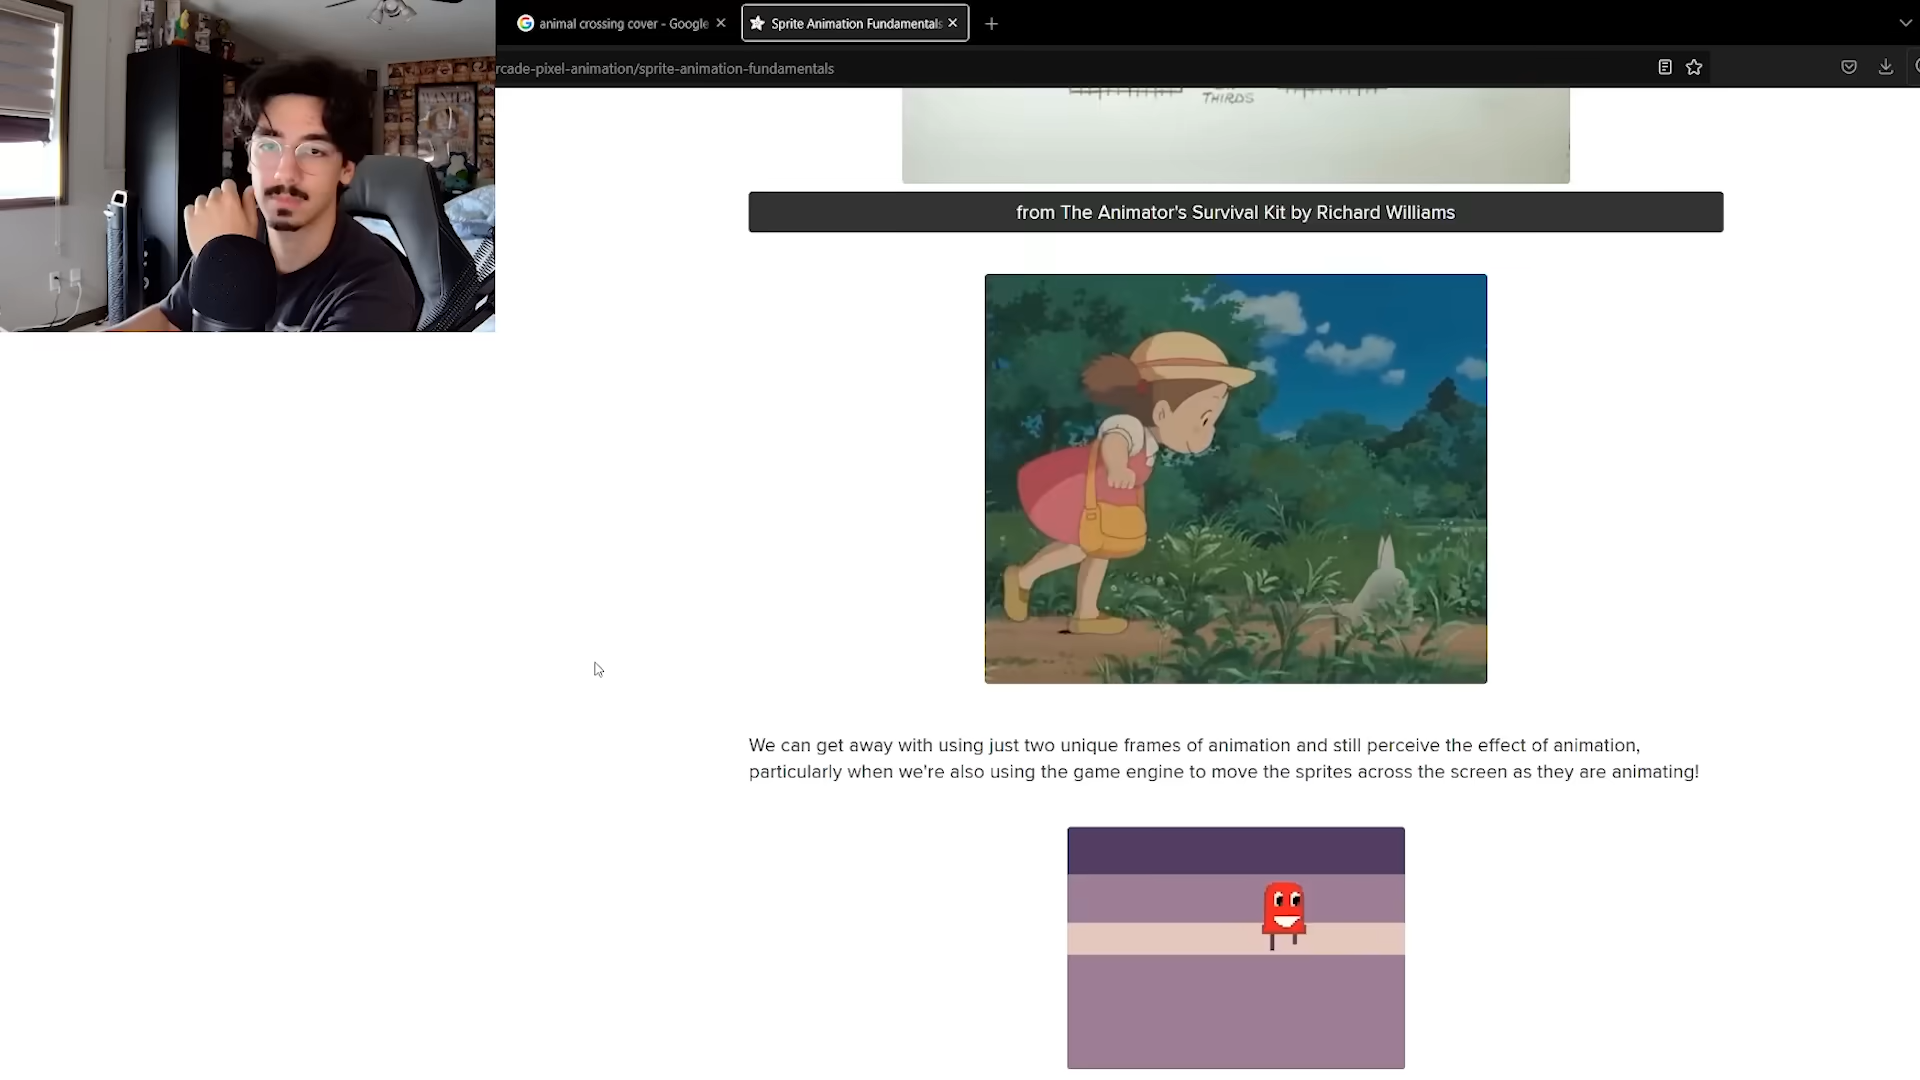 animal crossing cover - Google
Sprite Animation Fundamentals
rcade-pixel-animation/sprite-animation-fundamentals
THIRDS
from The Animator's Survival Kit by Richard Williams
We can get away with using just two unique frames of animation and still perceive the effect of animation,
particularly when we're also using the game engine to move the sprites across the screen as they are animating!